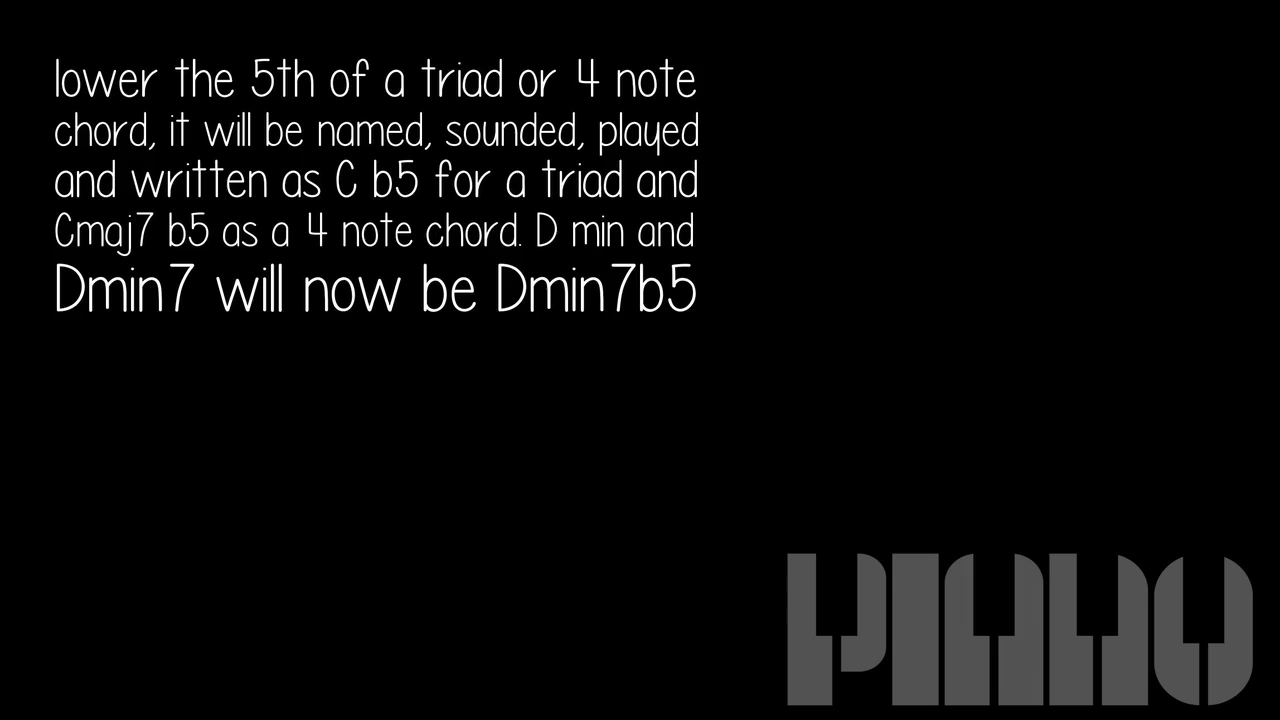 lower the 5th of a triad or 4 note
chord, it will be named, sounded, played
and written as C b5 for a triad and
Cmaj7 b5 as a 4 note chord. D min and
Dmin7 will now be Dmin7b5
PIANO